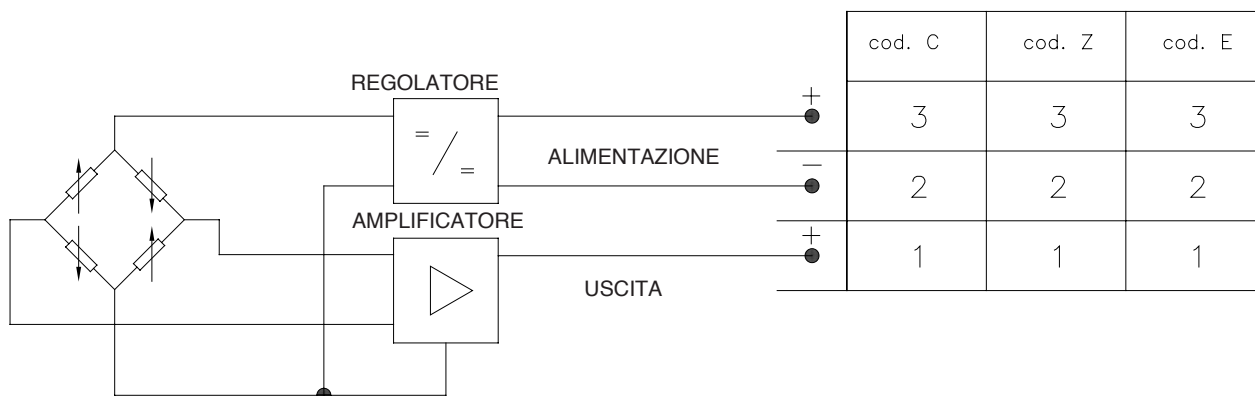 cod. C cod. Z cod. E
REGOLATORE
+ 3 3 3
=/=
ALIMENTAZIONE
− 2 2 2
AMPLIFICATORE
+ 1 1 1
USCITA